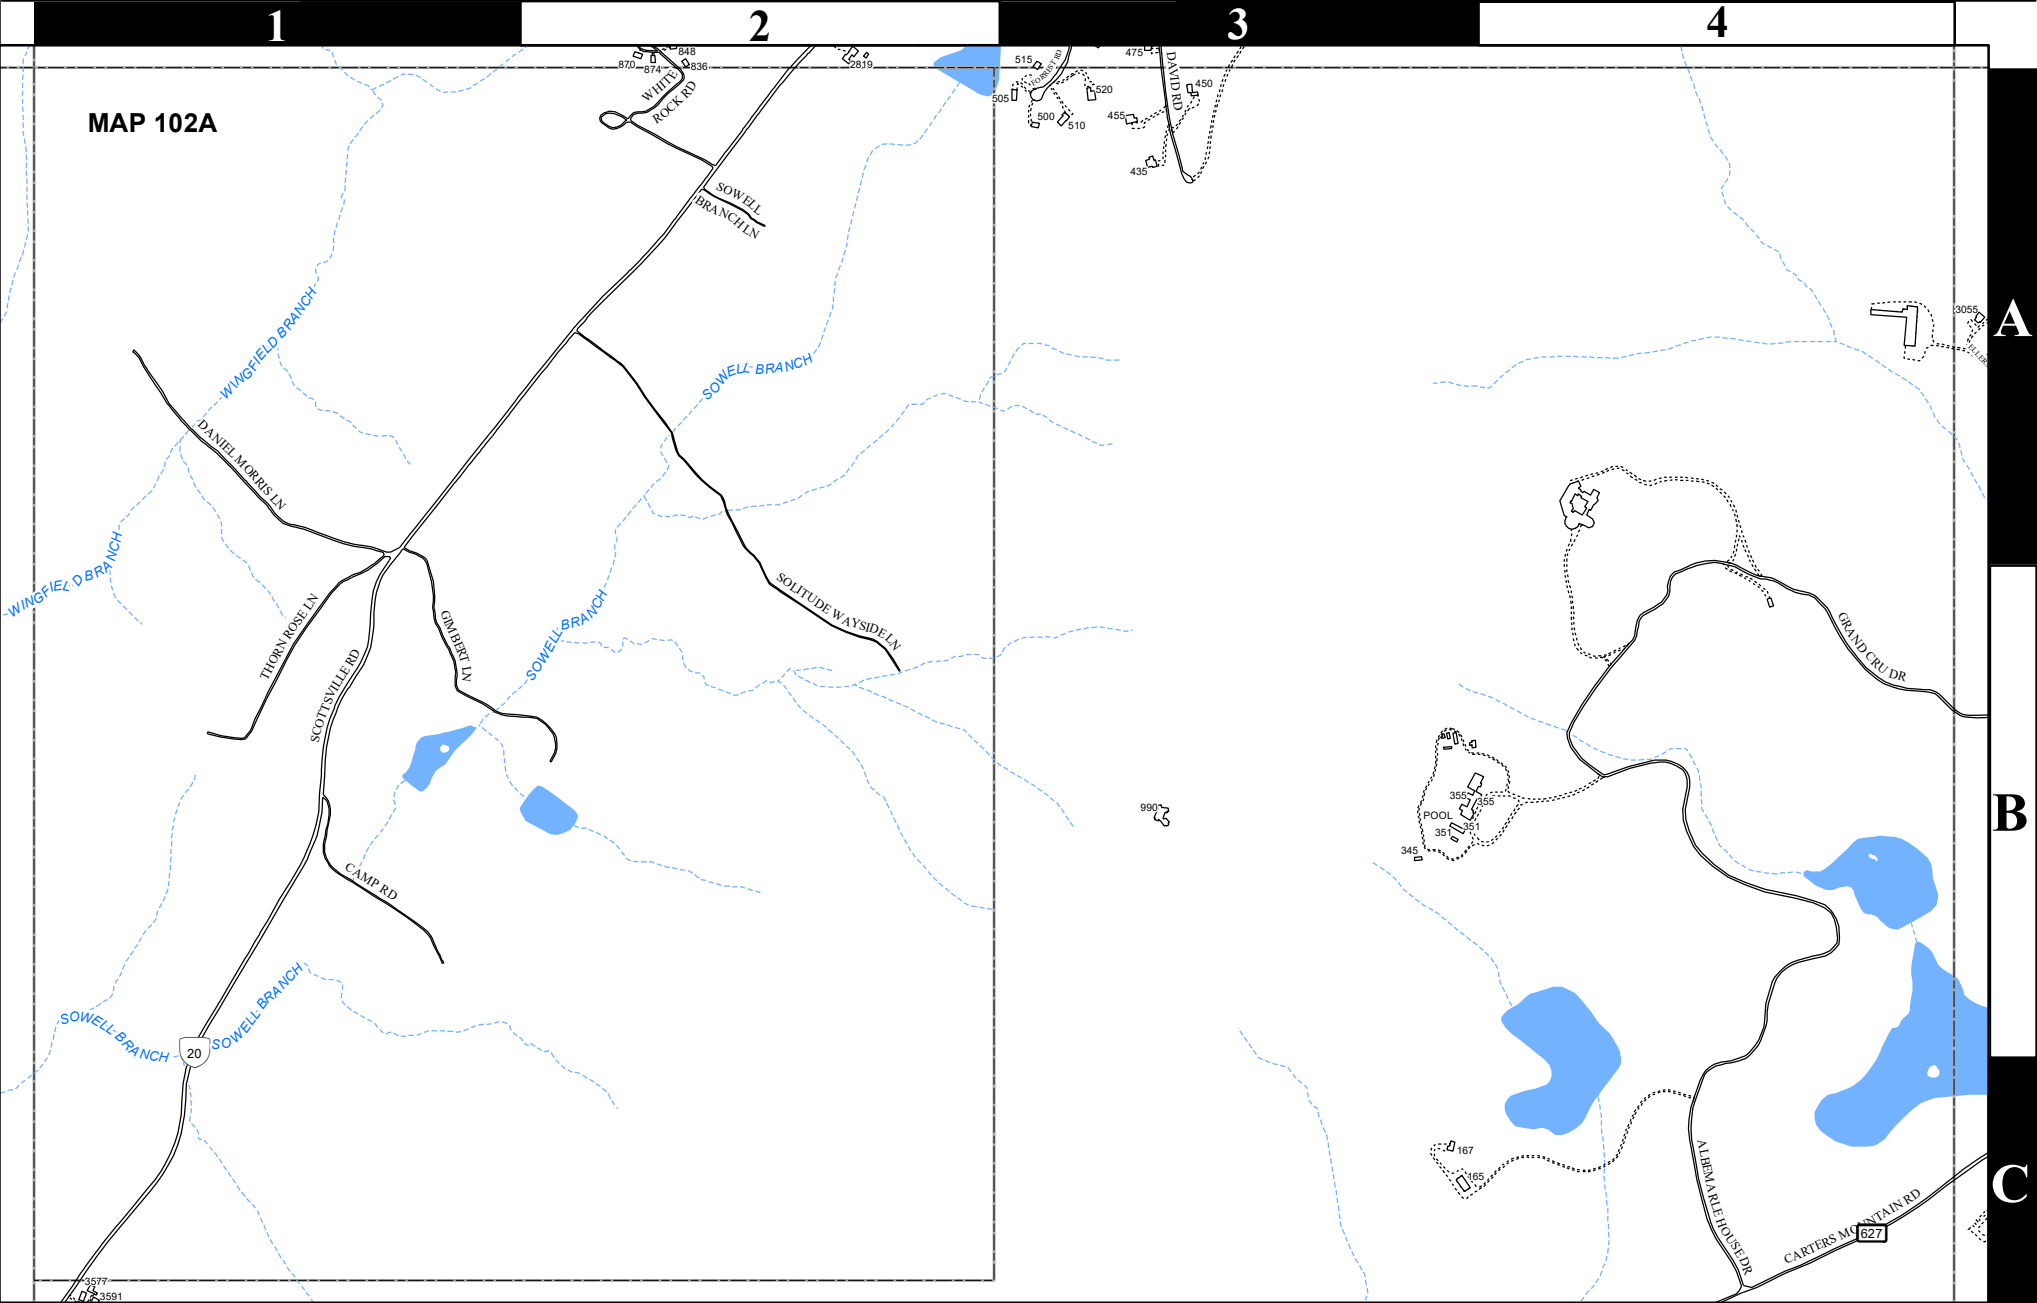 1
2
3
4
870
874
848
836
WHITE
ROCK RD
2819
515
FORREST RD
505
500
510
520
475
DAVID RD
450
455
435
MAP 102A
SOWELL
BRANCH LN
WINGFIELD BRANCH
SOWELL BRANCH
3055
A
DANIEL MORRIS LN
WINGFIELD BRANCH
THORN ROSE LN
SCOTTSVILLE RD
GIMBERT LN
SOWELL BRANCH
SOLITUDE WAYSIDE LN
GRAND CRU DR
990
355
355
POOL
351
351
345
B
CAMP RD
SOWELL BRANCH
20
SOWELL BRANCH
167
165
ALBEMARLE HOUSE DR
CARTERS MOUNTAIN RD
627
C
3577
3591